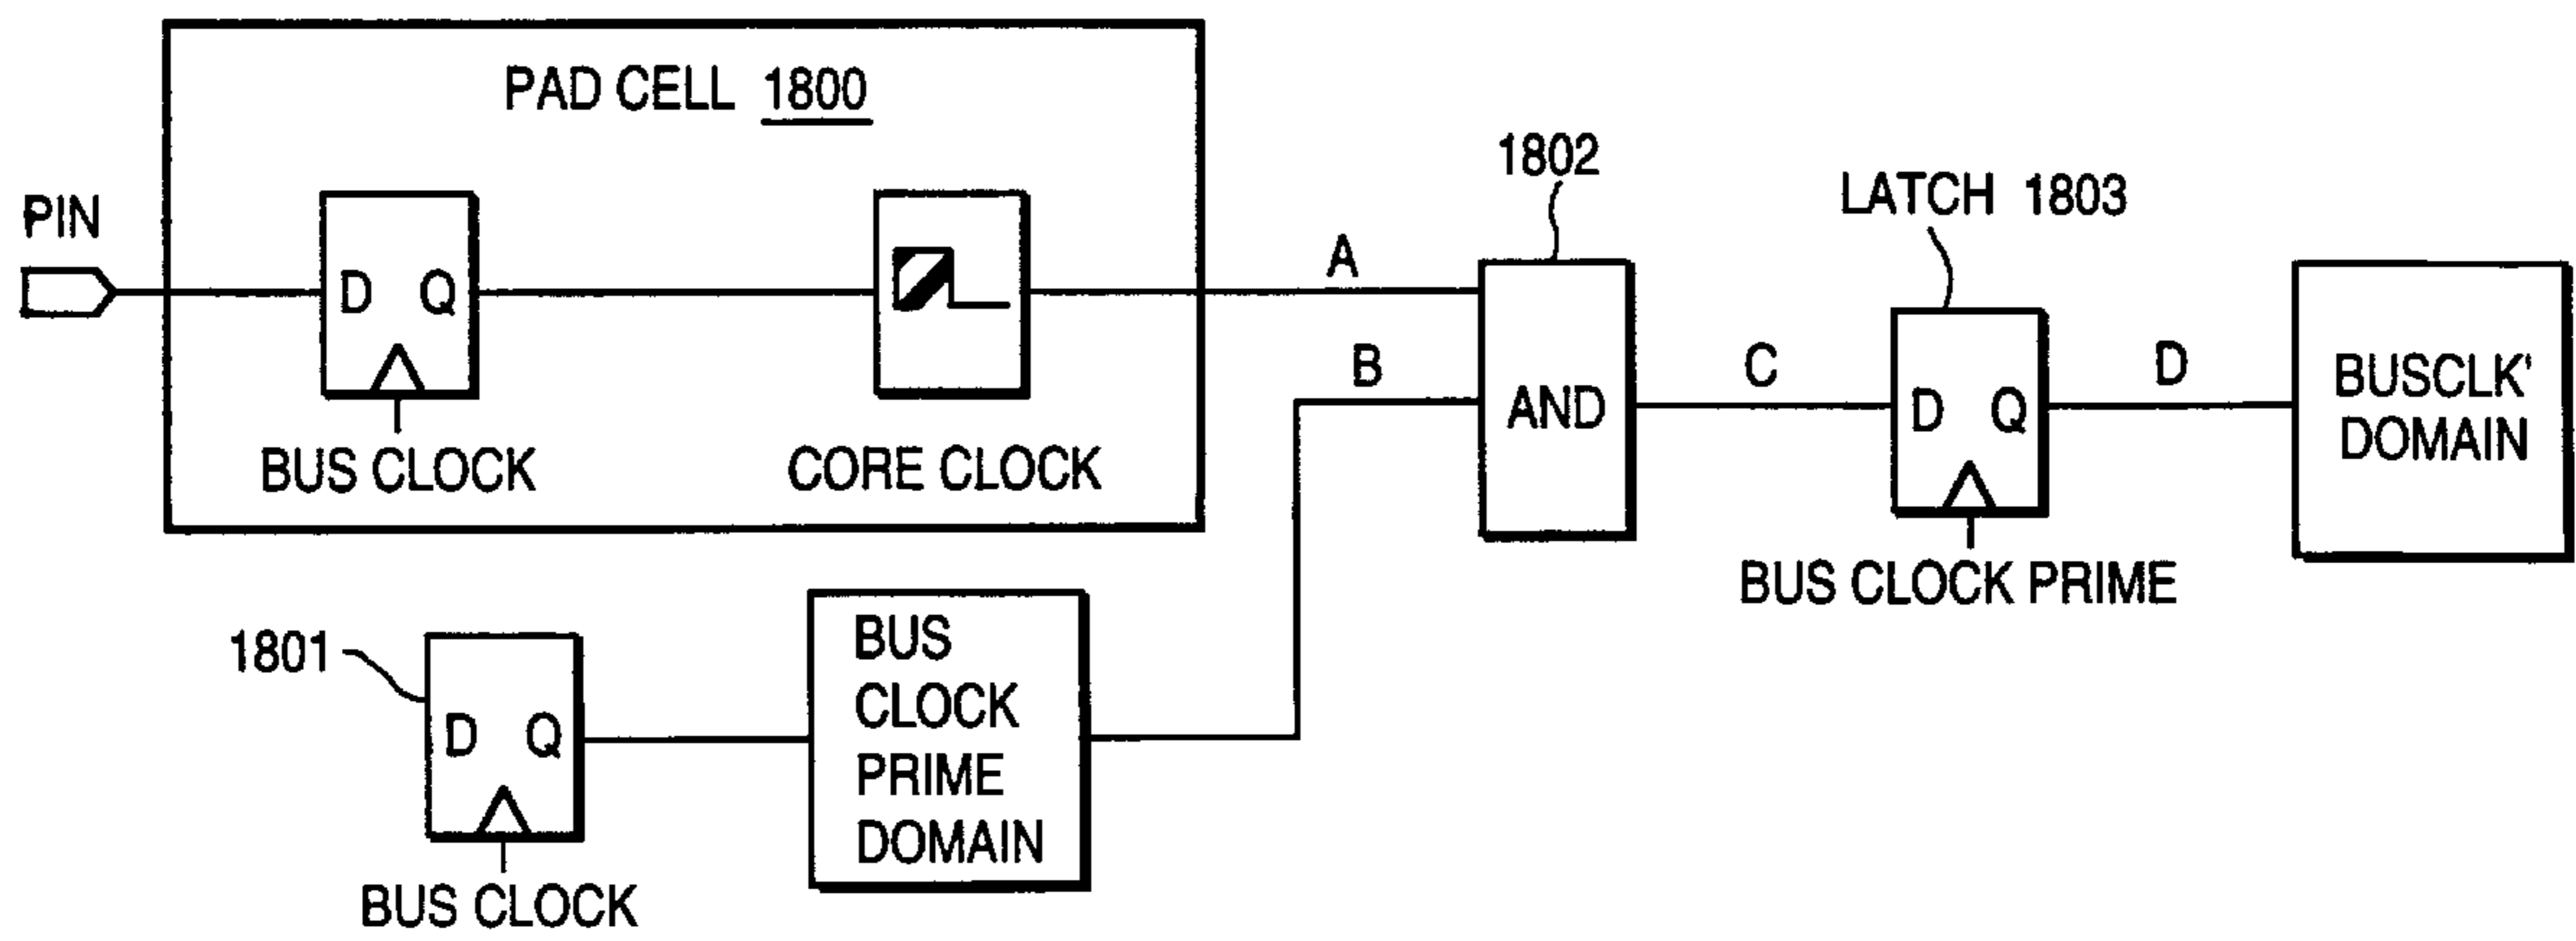 PAD CELL 1800
PIN
D Q
BUS CLOCK
CORE CLOCK
A
B
1802
AND
C
LATCH 1803
D Q
BUS CLOCK PRIME
D
BUSCLK'
DOMAIN
1801
D Q
BUS CLOCK
BUS
CLOCK
PRIME
DOMAIN